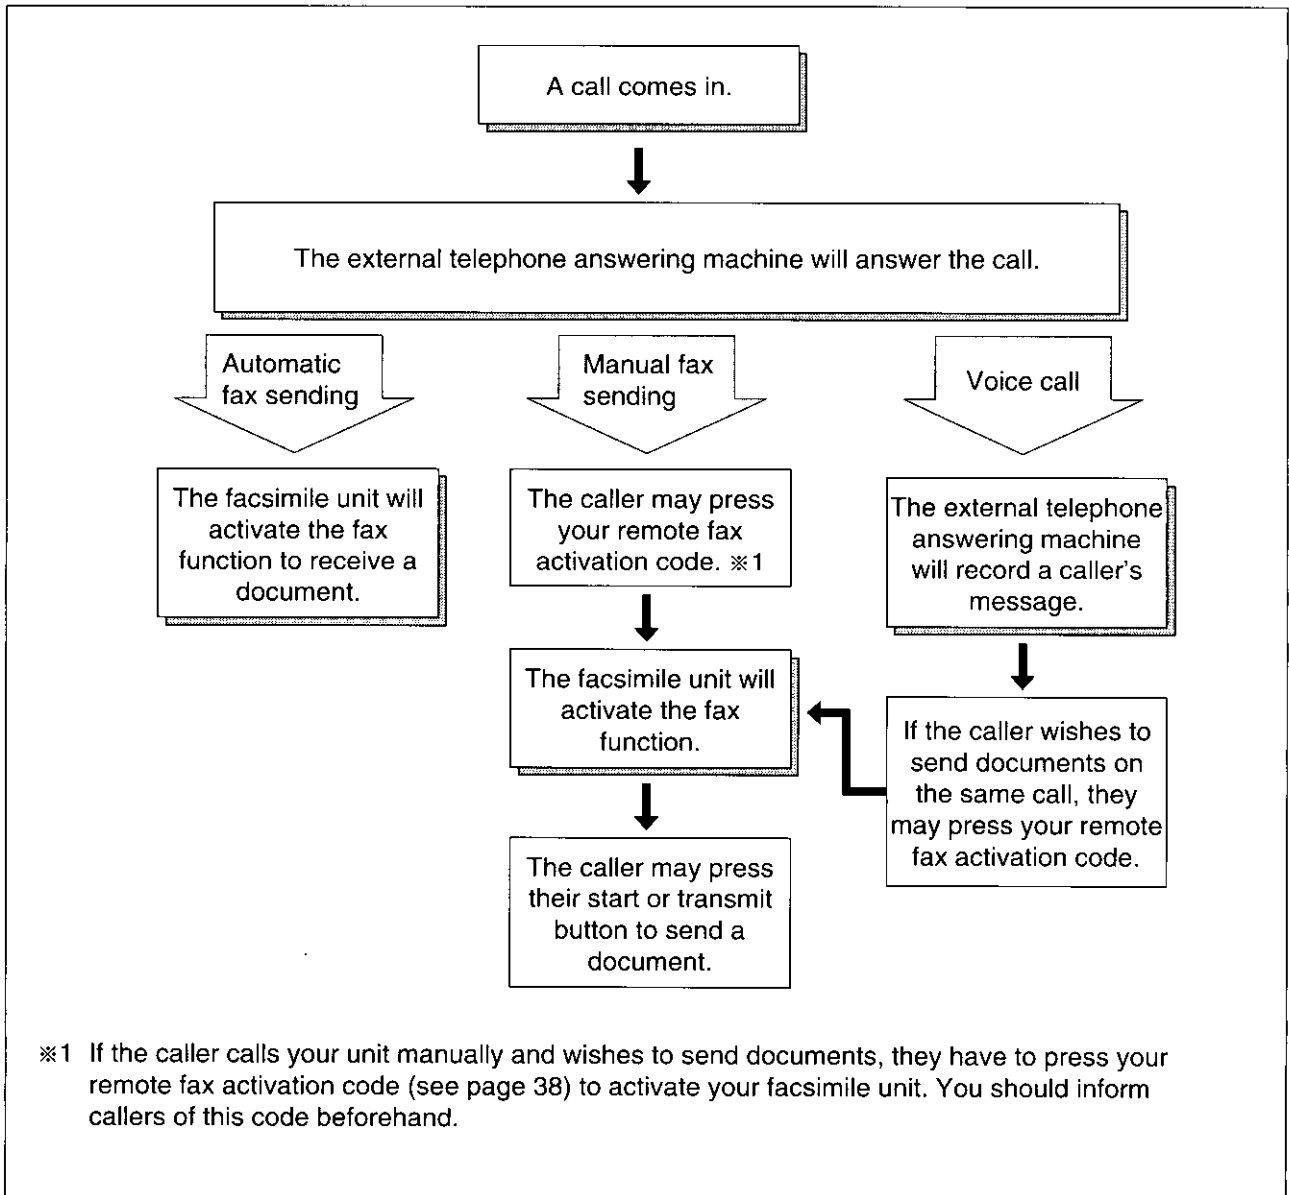 A call comes in.
The external telephone answering machine will answer the call.
Automatic
fax sending
Manual fax
sending
Voice call
The facsimile unit will
activate the fax
function to receive a
document.
The caller may press
your remote fax
activation code. ※1
The external telephone
answering machine
will record a caller's
message.
The facsimile unit will
activate the fax
function.
If the caller wishes to
send documents on
the same call, they
may press your remote
fax activation code.
The caller may press
their start or transmit
button to send a
document.
※1 If the caller calls your unit manually and wishes to send documents, they have to press your
remote fax activation code (see page 38) to activate your facsimile unit. You should inform
callers of this code beforehand.